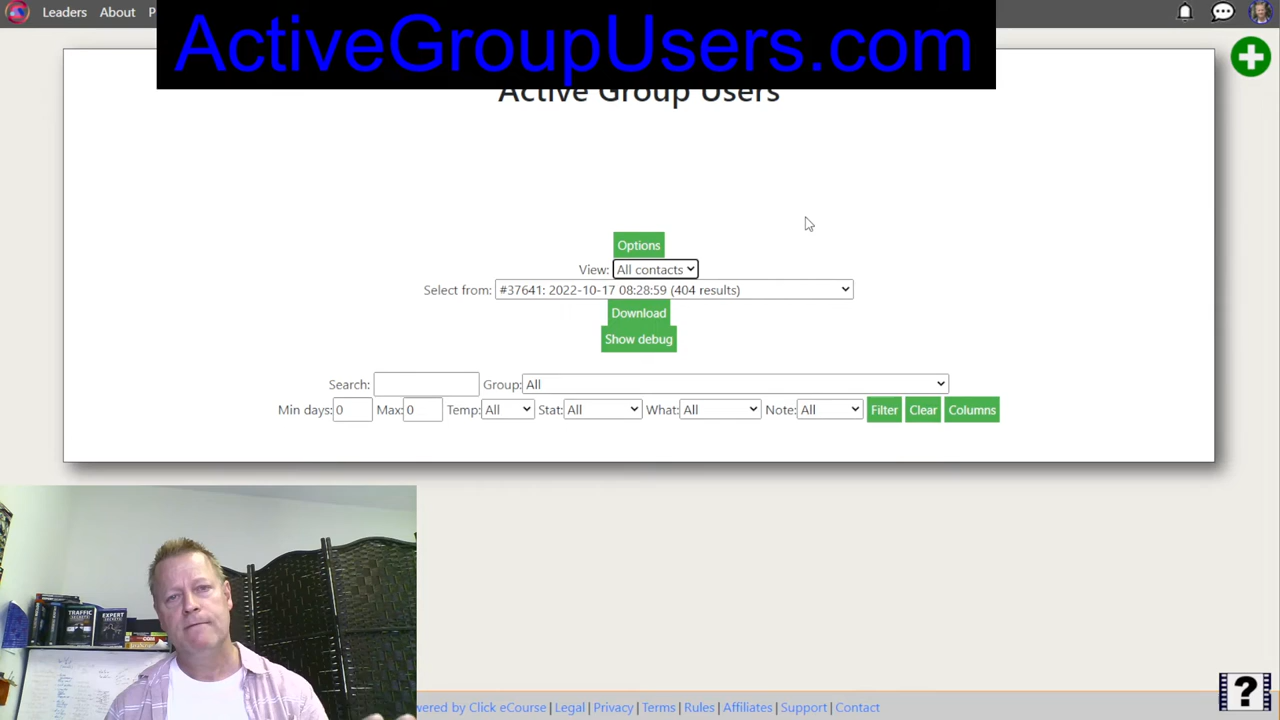 Leaders About P
ActiveGroupUsers.com
Active Group Users
Options
View: All contacts
Select from: #37641: 2022-10-17 08:28:59 (404 results)
Download
Show debug
Search: Group: All
Min days: 0 Max: 0 Temp: All Stat: All What: All Note: All Filter Clear Columns
TRAFFIC
SECRETS
EXPERT
SECRETS
wered by Click eCourse | Legal | Privacy | Terms | Rules | Affiliates | Support | Contact
?